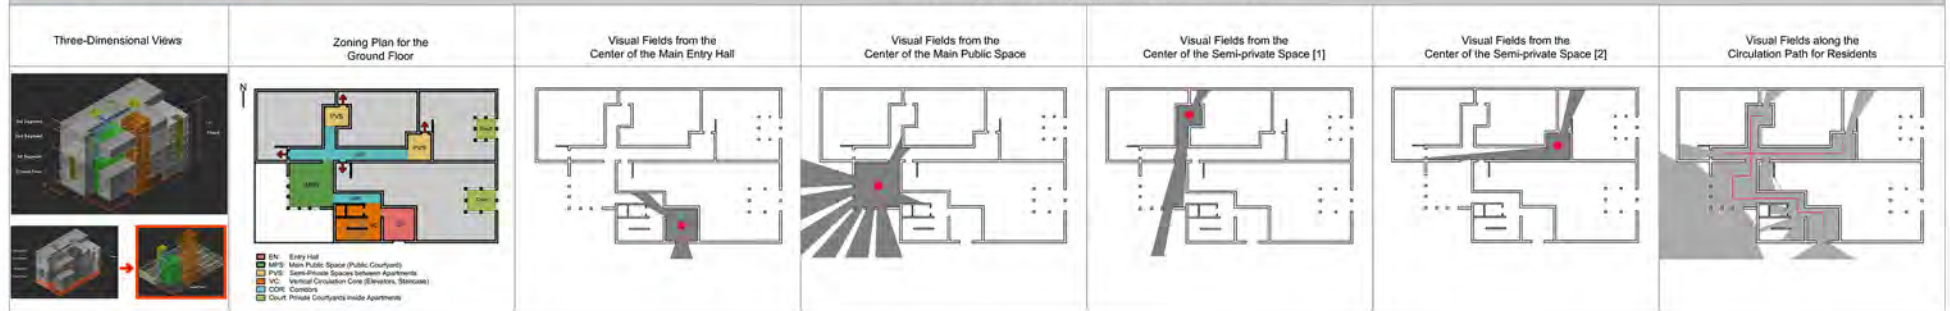 Three-Dimensional Views
Zoning Plan for the
Ground Floor
Visual Fields from the
Center of the Main Entry Hall
Visual Fields from the
Center of the Main Public Space
Visual Fields from the
Center of the Semi-private Space [1]
Visual Fields from the
Center of the Semi-private Space [2]
Visual Fields along the
Circulation Path for Residents
N
PVS
PVS
Court
COR
MPS
Court
COR
VC
EN
EN: Entry Hall
MPS: Main Public Space (Public Courtyard)
PVS: Semi-Private Spaces between Apartments
VC: Vertical Circulation Core (Elevators, Staircase)
COR: Corridors
Court: Private Courtyards Inside Apartments